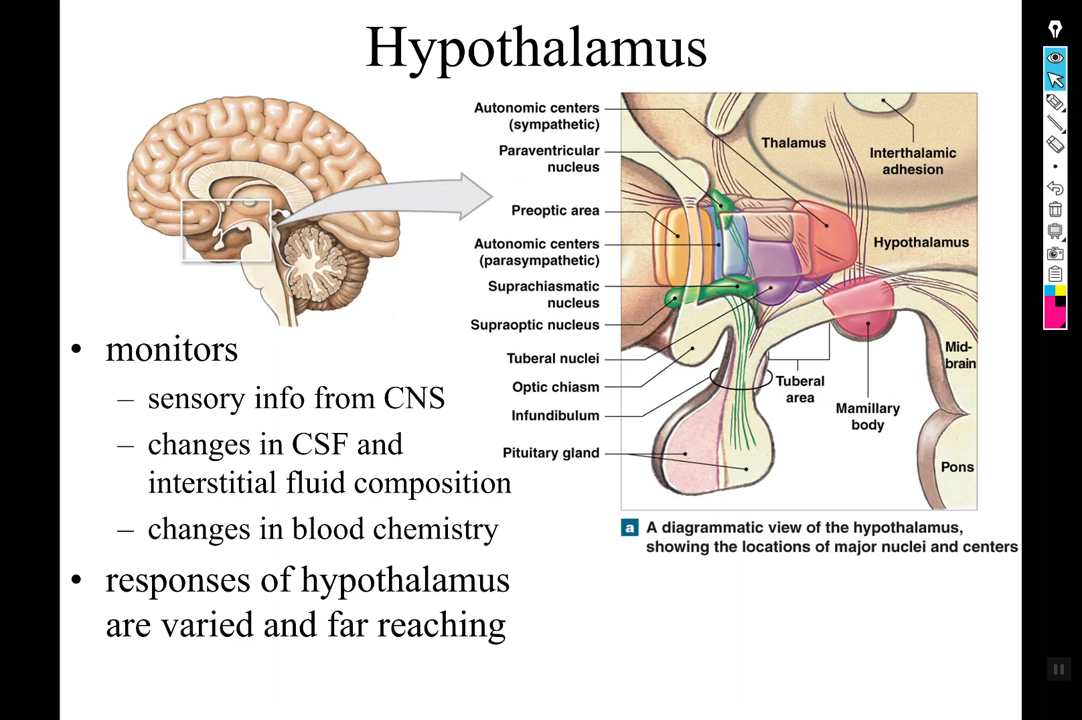 Hypothalamus
Autonomic centers
(sympathetic)
Paraventricular
nucleus
Preoptic area
Autonomic centers
(parasympathetic)
Suprachiasmatic
nucleus
Supraoptic nucleus
Tuberal nuclei
Optic chiasm
Infundibulum
Pituitary gland
Thalamus
Interthalamic
adhesion
Hypothalamus
Mid-
brain
Tuberal
area
Mamillary
body
Pons
a A diagrammatic view of the hypothalamus,
showing the locations of major nuclei and centers
• monitors
– sensory info from CNS
– changes in CSF and
interstitial fluid composition
– changes in blood chemistry
• responses of hypothalamus
are varied and far reaching